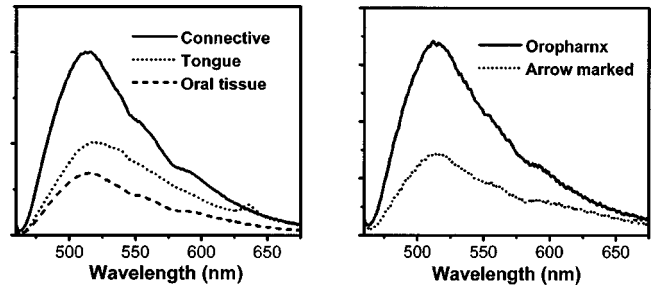 Connective
Tongue
Oral tissue
500 550 600 650
Wavelength (nm)
Oropharnx
Arrow marked
500 550 600 650
Wavelength (nm)